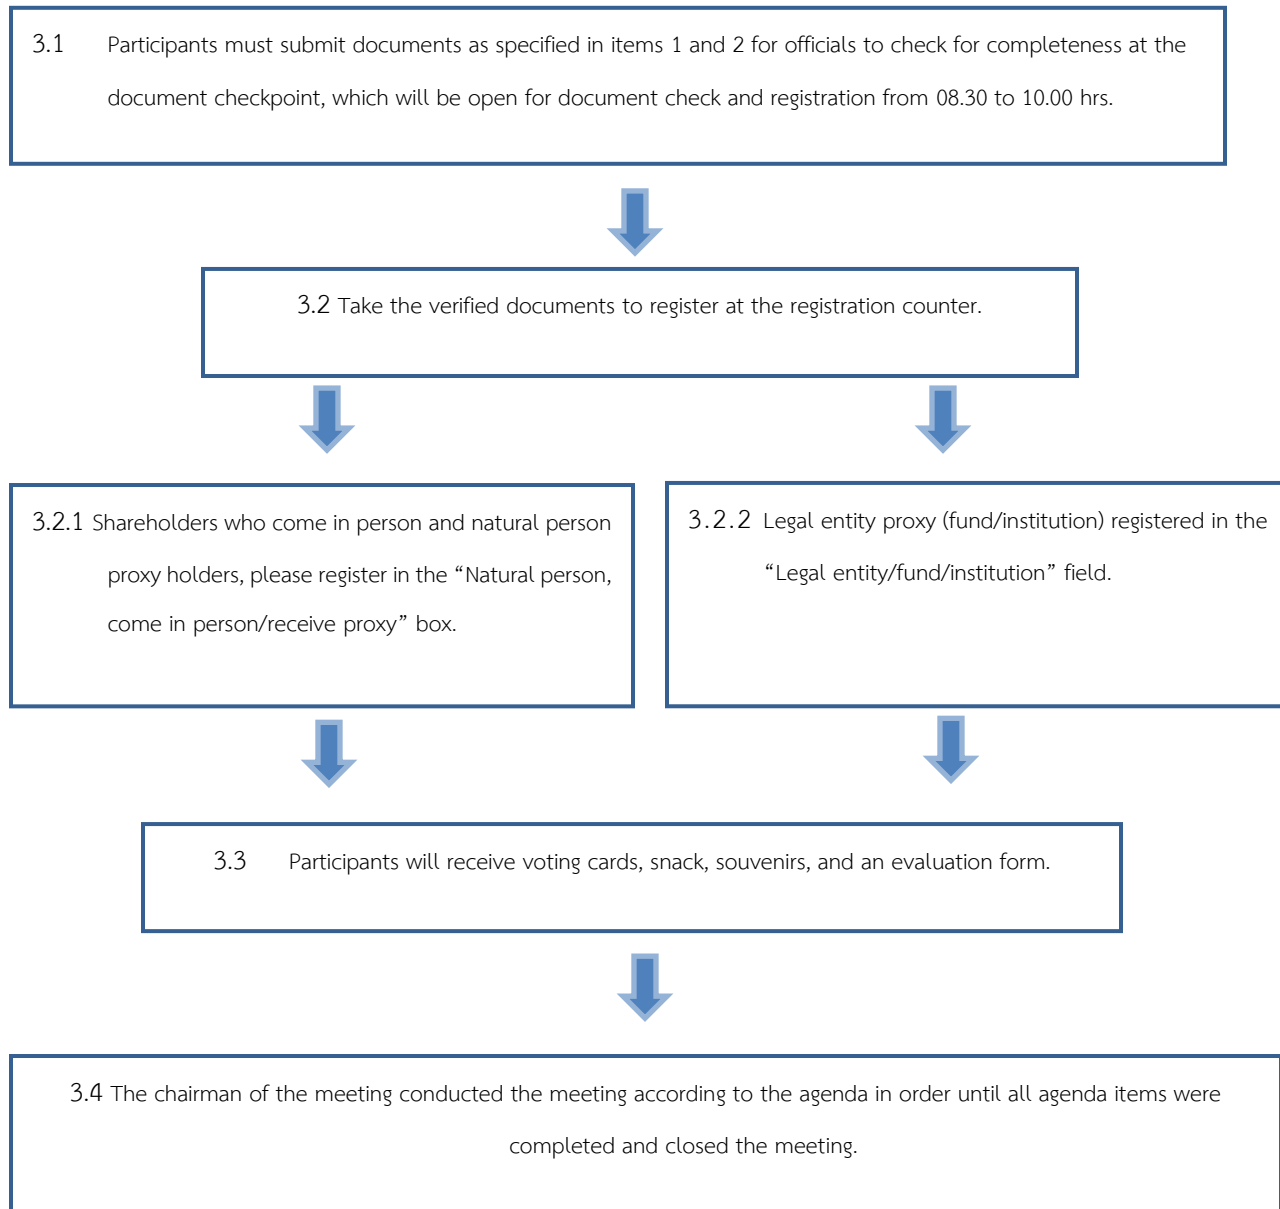 3.1 Participants must submit documents as specified in items 1 and 2 for officials to check for completeness at the
document checkpoint, which will be open for document check and registration from 08.30 to 10.00 hrs.
3.2 Take the verified documents to register at the registration counter.
3.2.1 Shareholders who come in person and natural person
proxy holders, please register in the “Natural person,
come in person/receive proxy” box.
3.2.2 Legal entity proxy (fund/institution) registered in the
“Legal entity/fund/institution” field.
3.3 Participants will receive voting cards, snack, souvenirs, and an evaluation form.
3.4 The chairman of the meeting conducted the meeting according to the agenda in order until all agenda items were
completed and closed the meeting.